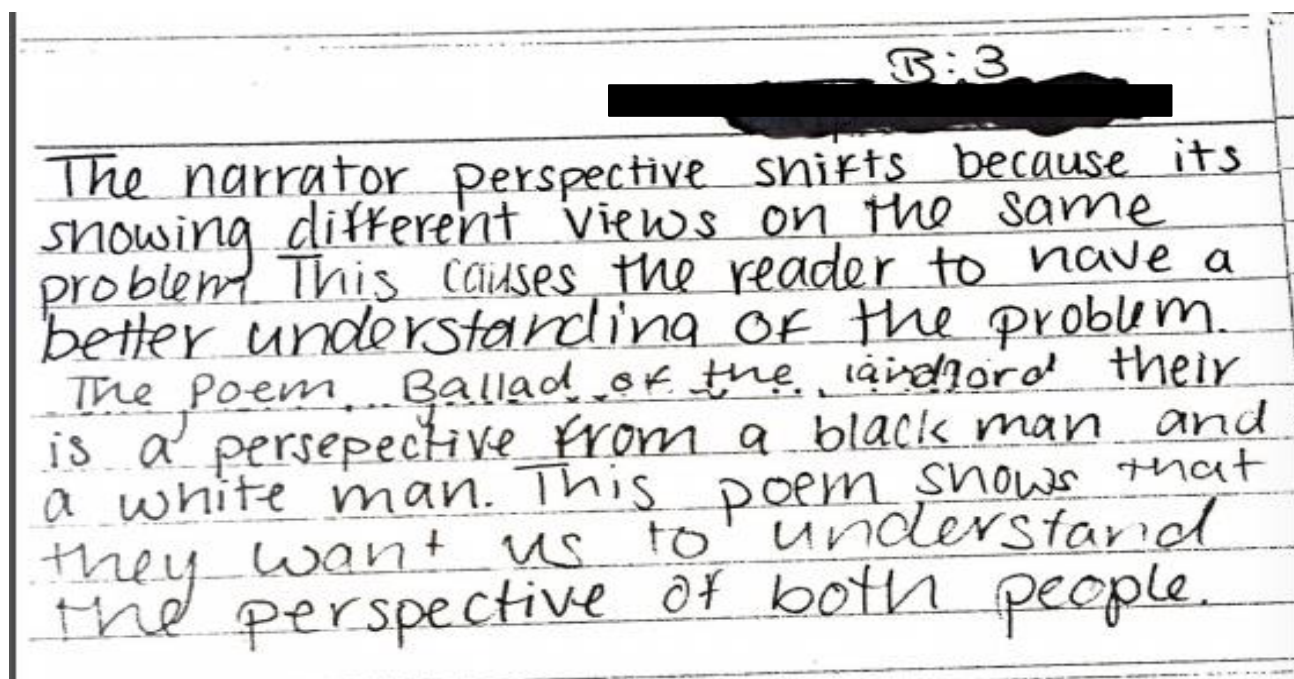 B:3
The narrator perspective shifts because its
showing different views on the same
problem. This causes the reader to have a
better understanding of the problem.
The Poem, Ballad of the landlord their
is a persepective from a black man and
a white man. This poem shows that
they want us to understand
the perspective of both people.